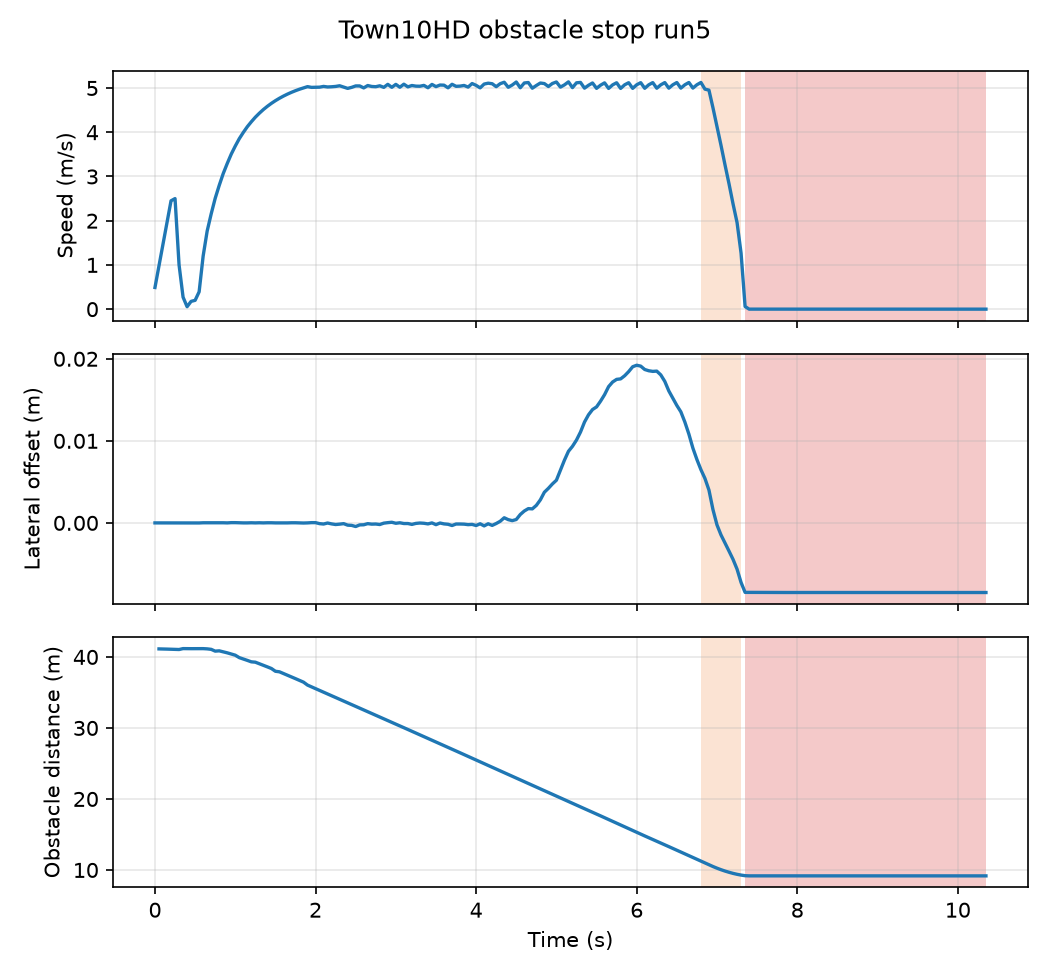 Town10HD obstacle stop run5
Speed (m/s)
5
4
3
2
1
0
Lateral offset (m)
0.02
0.01
0.00
Obstacle distance (m)
40
30
20
10
0 2 4 6 8 10
Time (s)